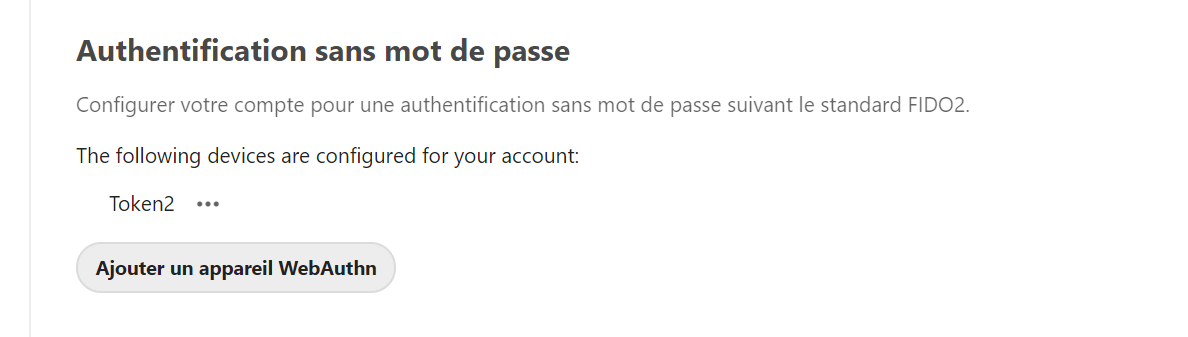 Authentification sans mot de passe
Configurer votre compte pour une authentification sans mot de passe suivant le standard FIDO2.
The following devices are configured for your account:
Token2 •••
Ajouter un appareil WebAuthn